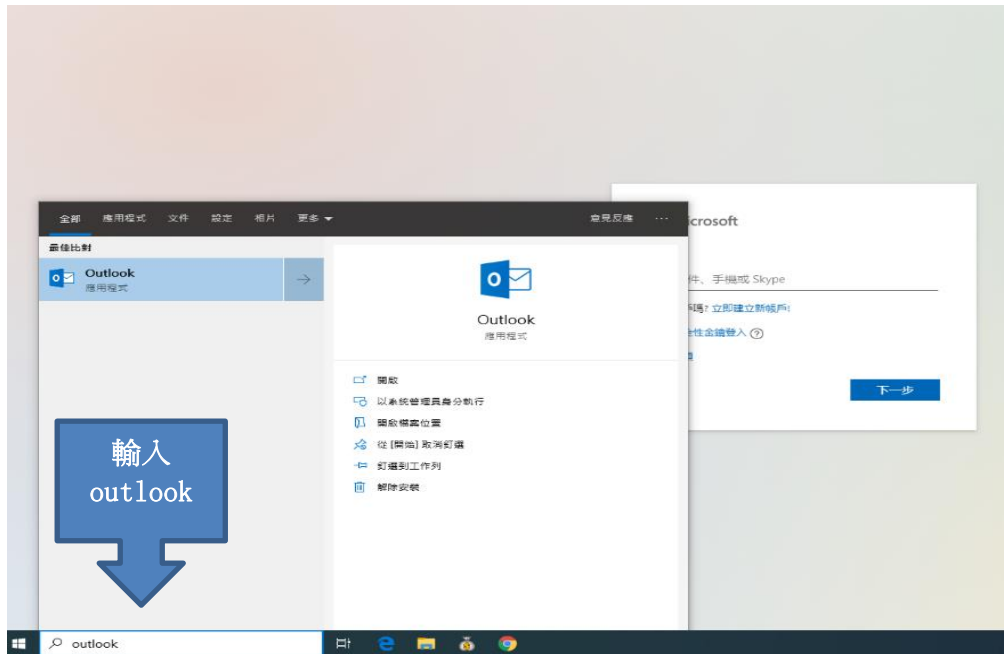 全部 應用程式 文件 設定 相片 更多 意見反應 ...
最佳比對
Outlook
應用程式
Outlook
應用程式
開啟
以系統管理員身分執行
開啟檔案位置
從 [開始] 取消釘選
釘選到工作列
解除安裝
icrosoft
件、手機或 Skype
戶嗎? 立即建立新帳戶!
全性金鑰登入
下一步
輸入
outlook
outlook